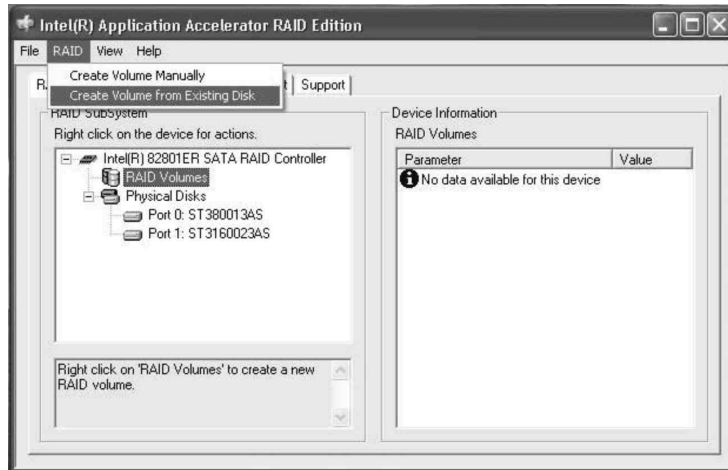 Intel(R) Application Accelerator RAID Edition
File RAID View Help
Create Volume Manually
Create Volume from Existing Disk
Support
RAID SubSystem
Right click on the device for actions.
Intel(R) 82801ER SATA RAID Controller
RAID Volumes
Physical Disks
Port 0: ST380013AS
Port 1: ST3160023AS
Right click on 'RAID Volumes' to create a new
RAID volume.
Device Information
RAID Volumes
Parameter Value
No data available for this device